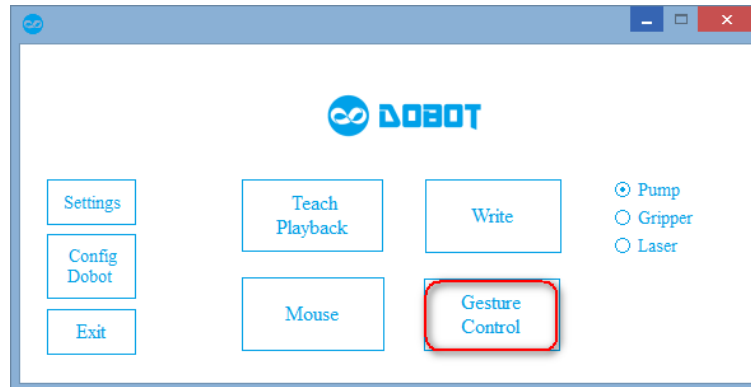 DOBOT
Settings
Config
Dobot
Exit
Teach
Playback
Write
Mouse
Gesture
Control
Pump
Gripper
Laser